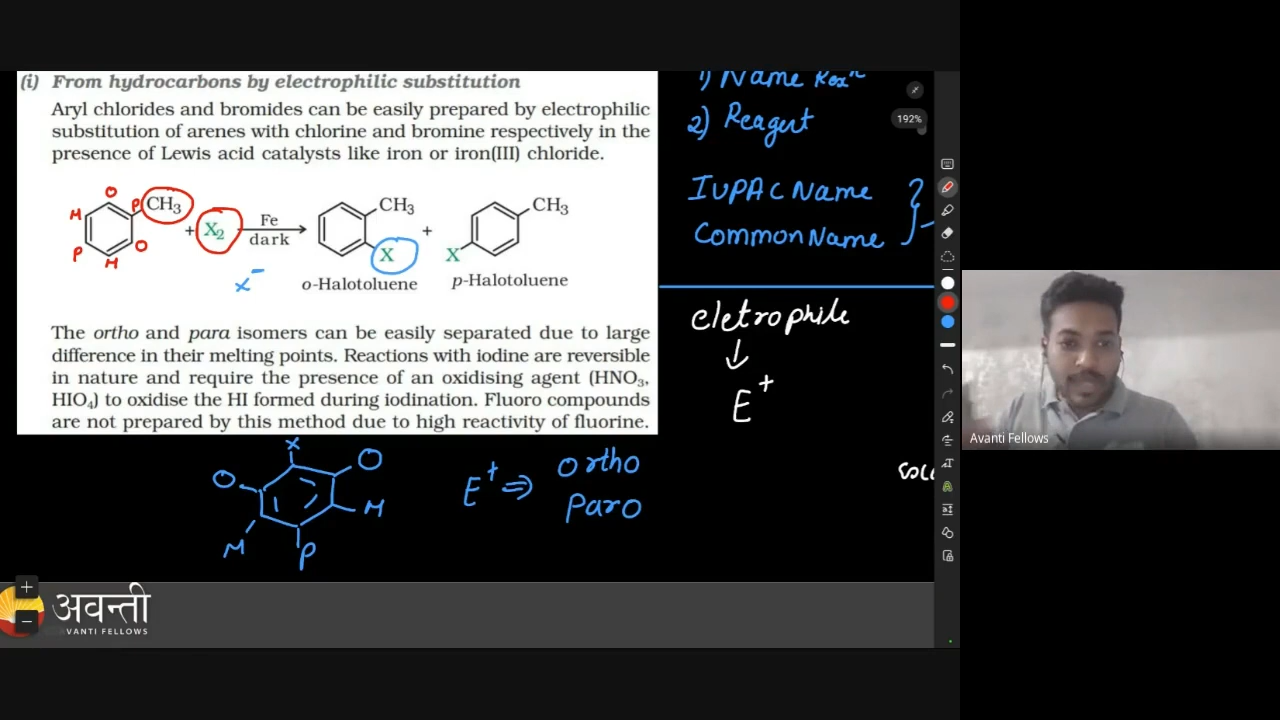 (i) From hydrocarbons by electrophilic substitution
Aryl chlorides and bromides can be easily prepared by electrophilic
substitution of arenes with chlorine and bromine respectively in the
presence of Lewis acid catalysts like iron or iron(III) chloride.
O
M
P
CH₃
P
M
O
+
X₂
Fe
dark
X⁻
CH₃
X
o-Halotoluene
+
CH₃
X
p-Halotoluene
The ortho and para isomers can be easily separated due to large
difference in their melting points. Reactions with iodine are reversible
in nature and require the presence of an oxidising agent (HNO₃,
HIO₄) to oxidise the HI formed during iodination. Fluoro compounds
are not prepared by this method due to high reactivity of fluorine.
X
O
O
M
M
P
E⁺ ⇒ Ortho
Para
1) Name
2) Reagent
IUPAC Name
Common Name
eletrophile
↓
E⁺
192%
Avanti Fellows
अवन्ती
VANTI FELLOWS